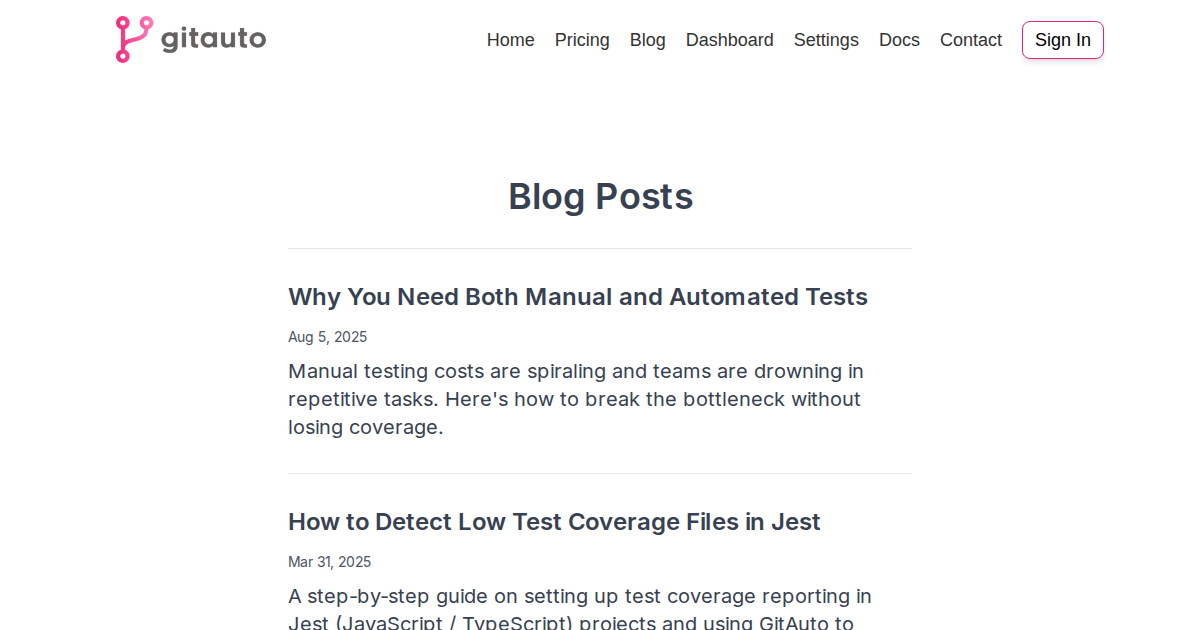 gitauto
Home Pricing Blog Dashboard Settings Docs Contact Sign In
Blog Posts
Why You Need Both Manual and Automated Tests
Aug 5, 2025
Manual testing costs are spiraling and teams are drowning in
repetitive tasks. Here's how to break the bottleneck without
losing coverage.
How to Detect Low Test Coverage Files in Jest
Mar 31, 2025
A step-by-step guide on setting up test coverage reporting in
Jest (JavaScript / TypeScript) projects and using GitAuto to